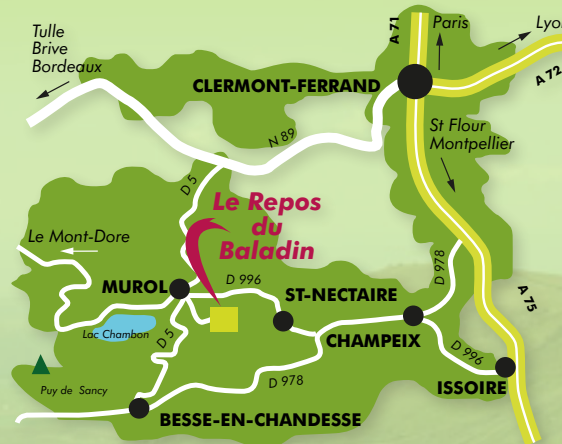 Tulle
Brive
Bordeaux
A 71
Paris
Lyon
A 72
CLERMONT-FERRAND
N 89
St Flour
Montpellier
D 5
Le Repos
du
Baladin
Le Mont-Dore
D 978
MUROL
D 996
ST-NECTAIRE
A 75
Lac Chambon
D 5
CHAMPEIX
D 996
Puy de Sancy
D 978
ISSOIRE
BESSE-EN-CHANDESSE